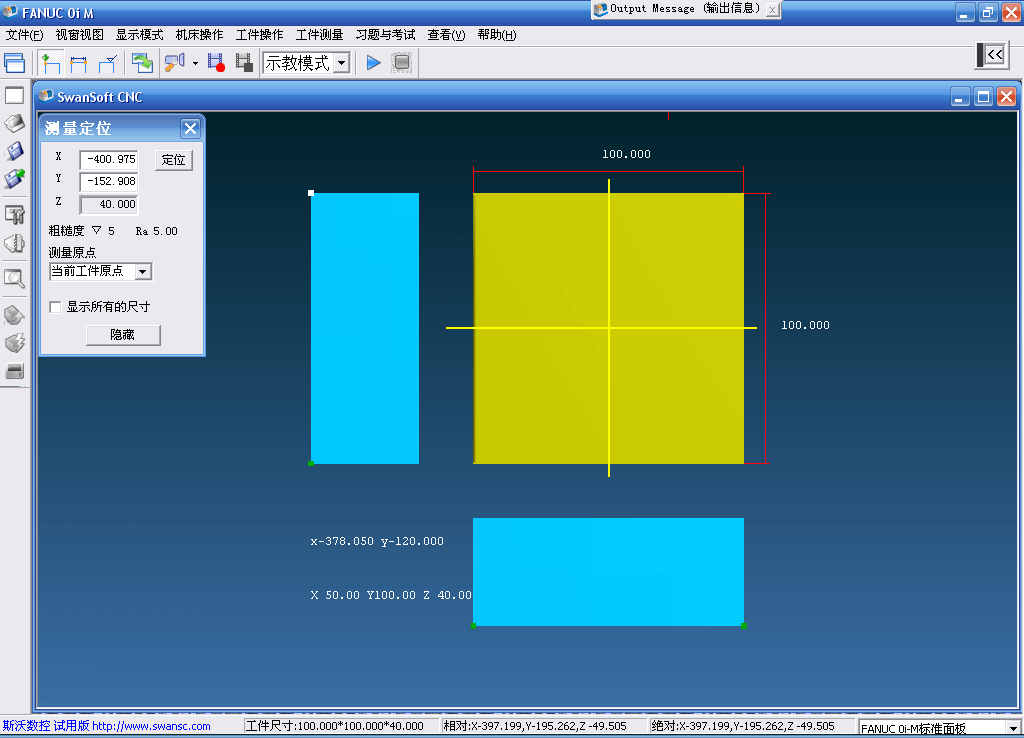 FANUC 0i M
Output Message (输出信息)
文件(F) 视窗视图 显示模式 机床操作 工件操作 工件测量 习题与考试 查看(V) 帮助(H)
示教模式
<<
SwanSoft CNC
测量定位
X -400.975 定位
Y -152.908
Z 40.000
粗糙度 ▽ 5 Ra 5.00
测量原点
当前工件原点
显示所有的尺寸
隐藏
100.000
100.000
x-378.050 y-120.000
X 50.00 Y100.00 Z 40.00
斯沃数控 试用版 http://www.swansc.com
工件尺寸:100.000*100.000*40.000
相对:X-397.199,Y-195.262,Z -49.505
绝对:X-397.199,Y-195.262,Z -49.505
FANUC 0i-M标准面板